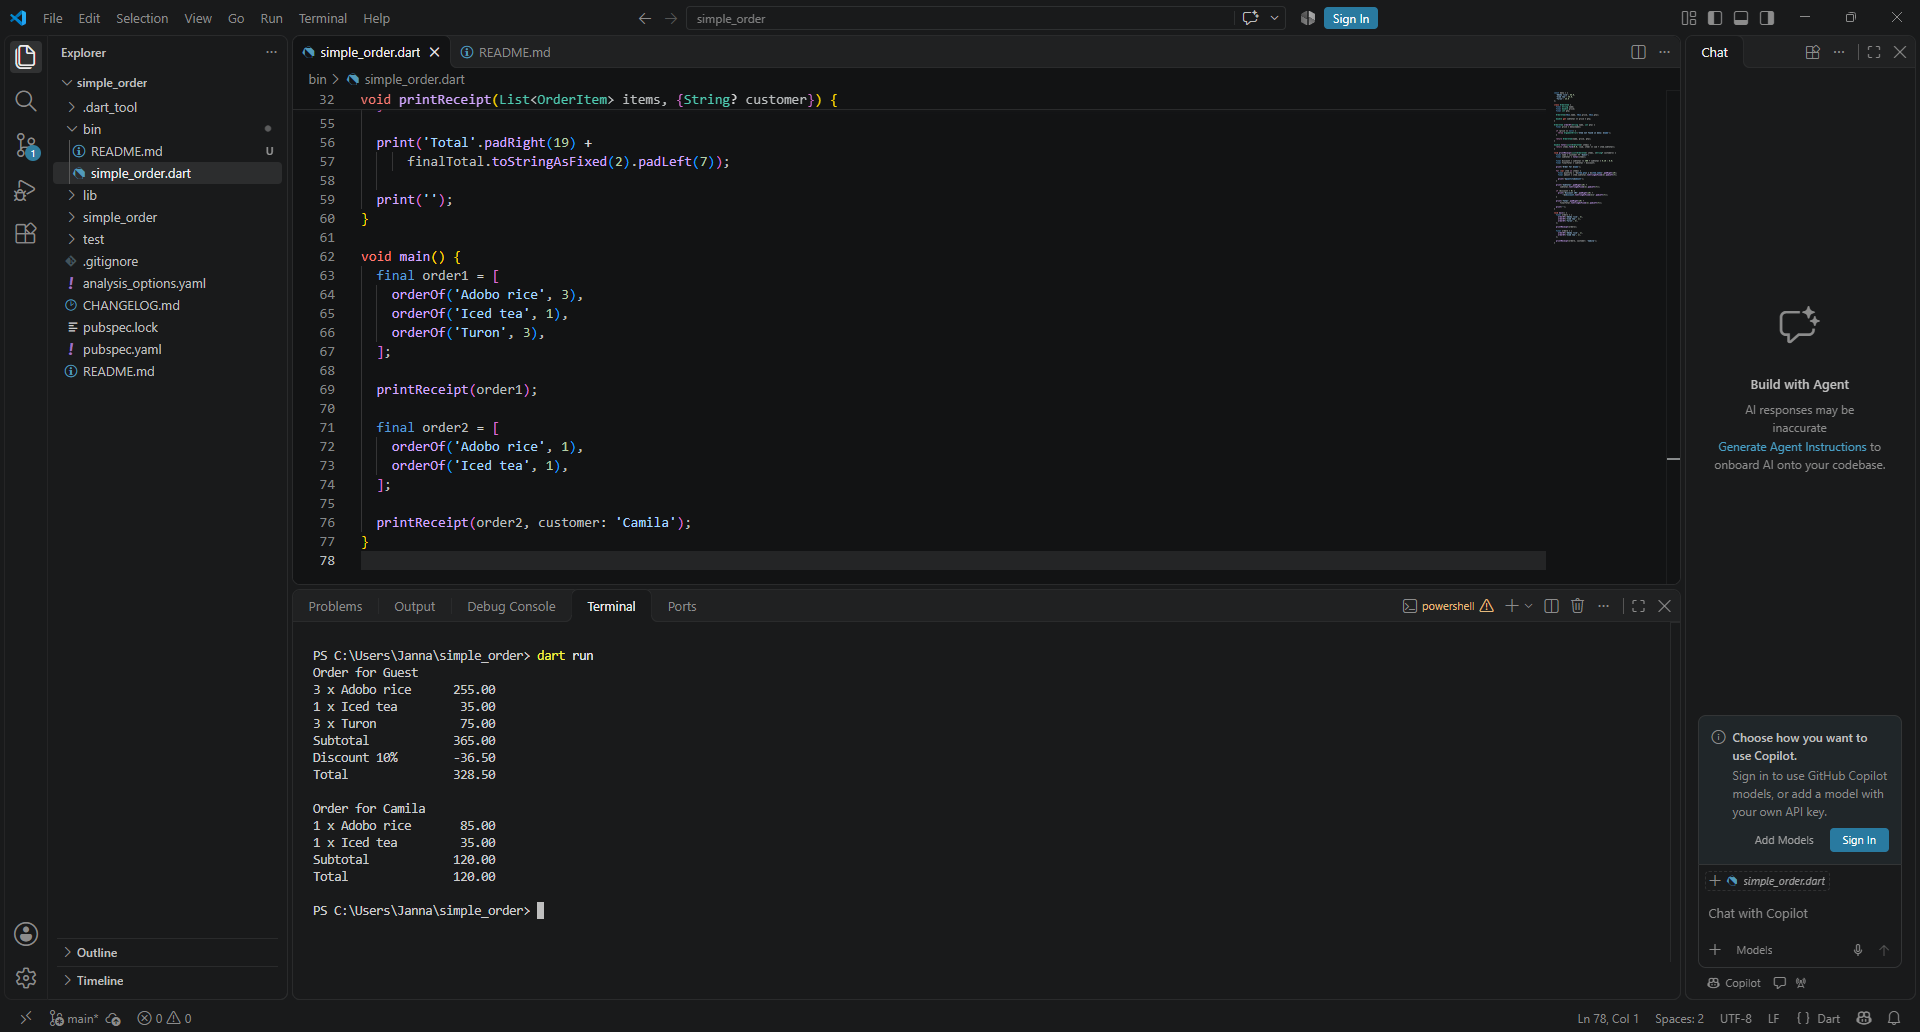 File Edit Selection View Go Run Terminal Help
simple_order
Sign In
Explorer
simple_order
.dart_tool
bin
README.md U
simple_order.dart
lib
simple_order
test
.gitignore
! analysis_options.yaml
CHANGELOG.md
pubspec.lock
! pubspec.yaml
README.md
Outline
Timeline
simple_order.dart README.md
bin > simple_order.dart
32 void printReceipt(List<OrderItem> items, {String? customer}) {
55
56 print('Total'.padRight(19) +
57 finalTotal.toStringAsFixed(2).padLeft(7));
58
59 print('');
60 }
61
62 void main() {
63 final order1 = [
64 orderOf('Adobo rice', 3),
65 orderOf('Iced tea', 1),
66 orderOf('Turon', 3),
67 ];
68
69 printReceipt(order1);
70
71 final order2 = [
72 orderOf('Adobo rice', 1),
73 orderOf('Iced tea', 1),
74 ];
75
76 printReceipt(order2, customer: 'Camila');
77 }
78
Problems Output Debug Console Terminal Ports
powershell
PS C:\Users\Janna\simple_order> dart run
Order for Guest
3 x Adobo rice 255.00
1 x Iced tea 35.00
3 x Turon 75.00
Subtotal 365.00
Discount 10% -36.50
Total 328.50
Order for Camila
1 x Adobo rice 85.00
1 x Iced tea 35.00
Subtotal 120.00
Total 120.00
PS C:\Users\Janna\simple_order>
Chat
Build with Agent
AI responses may be
inaccurate
Generate Agent Instructions to
onboard AI onto your codebase.
Choose how you want to
use Copilot.
Sign in to use GitHub Copilot
models, or add a model with
your own API key.
Add Models Sign In
simple_order.dart
Chat with Copilot
Models
Copilot
1
main* 0 0
Ln 78, Col 1 Spaces: 2 UTF-8 LF {} Dart